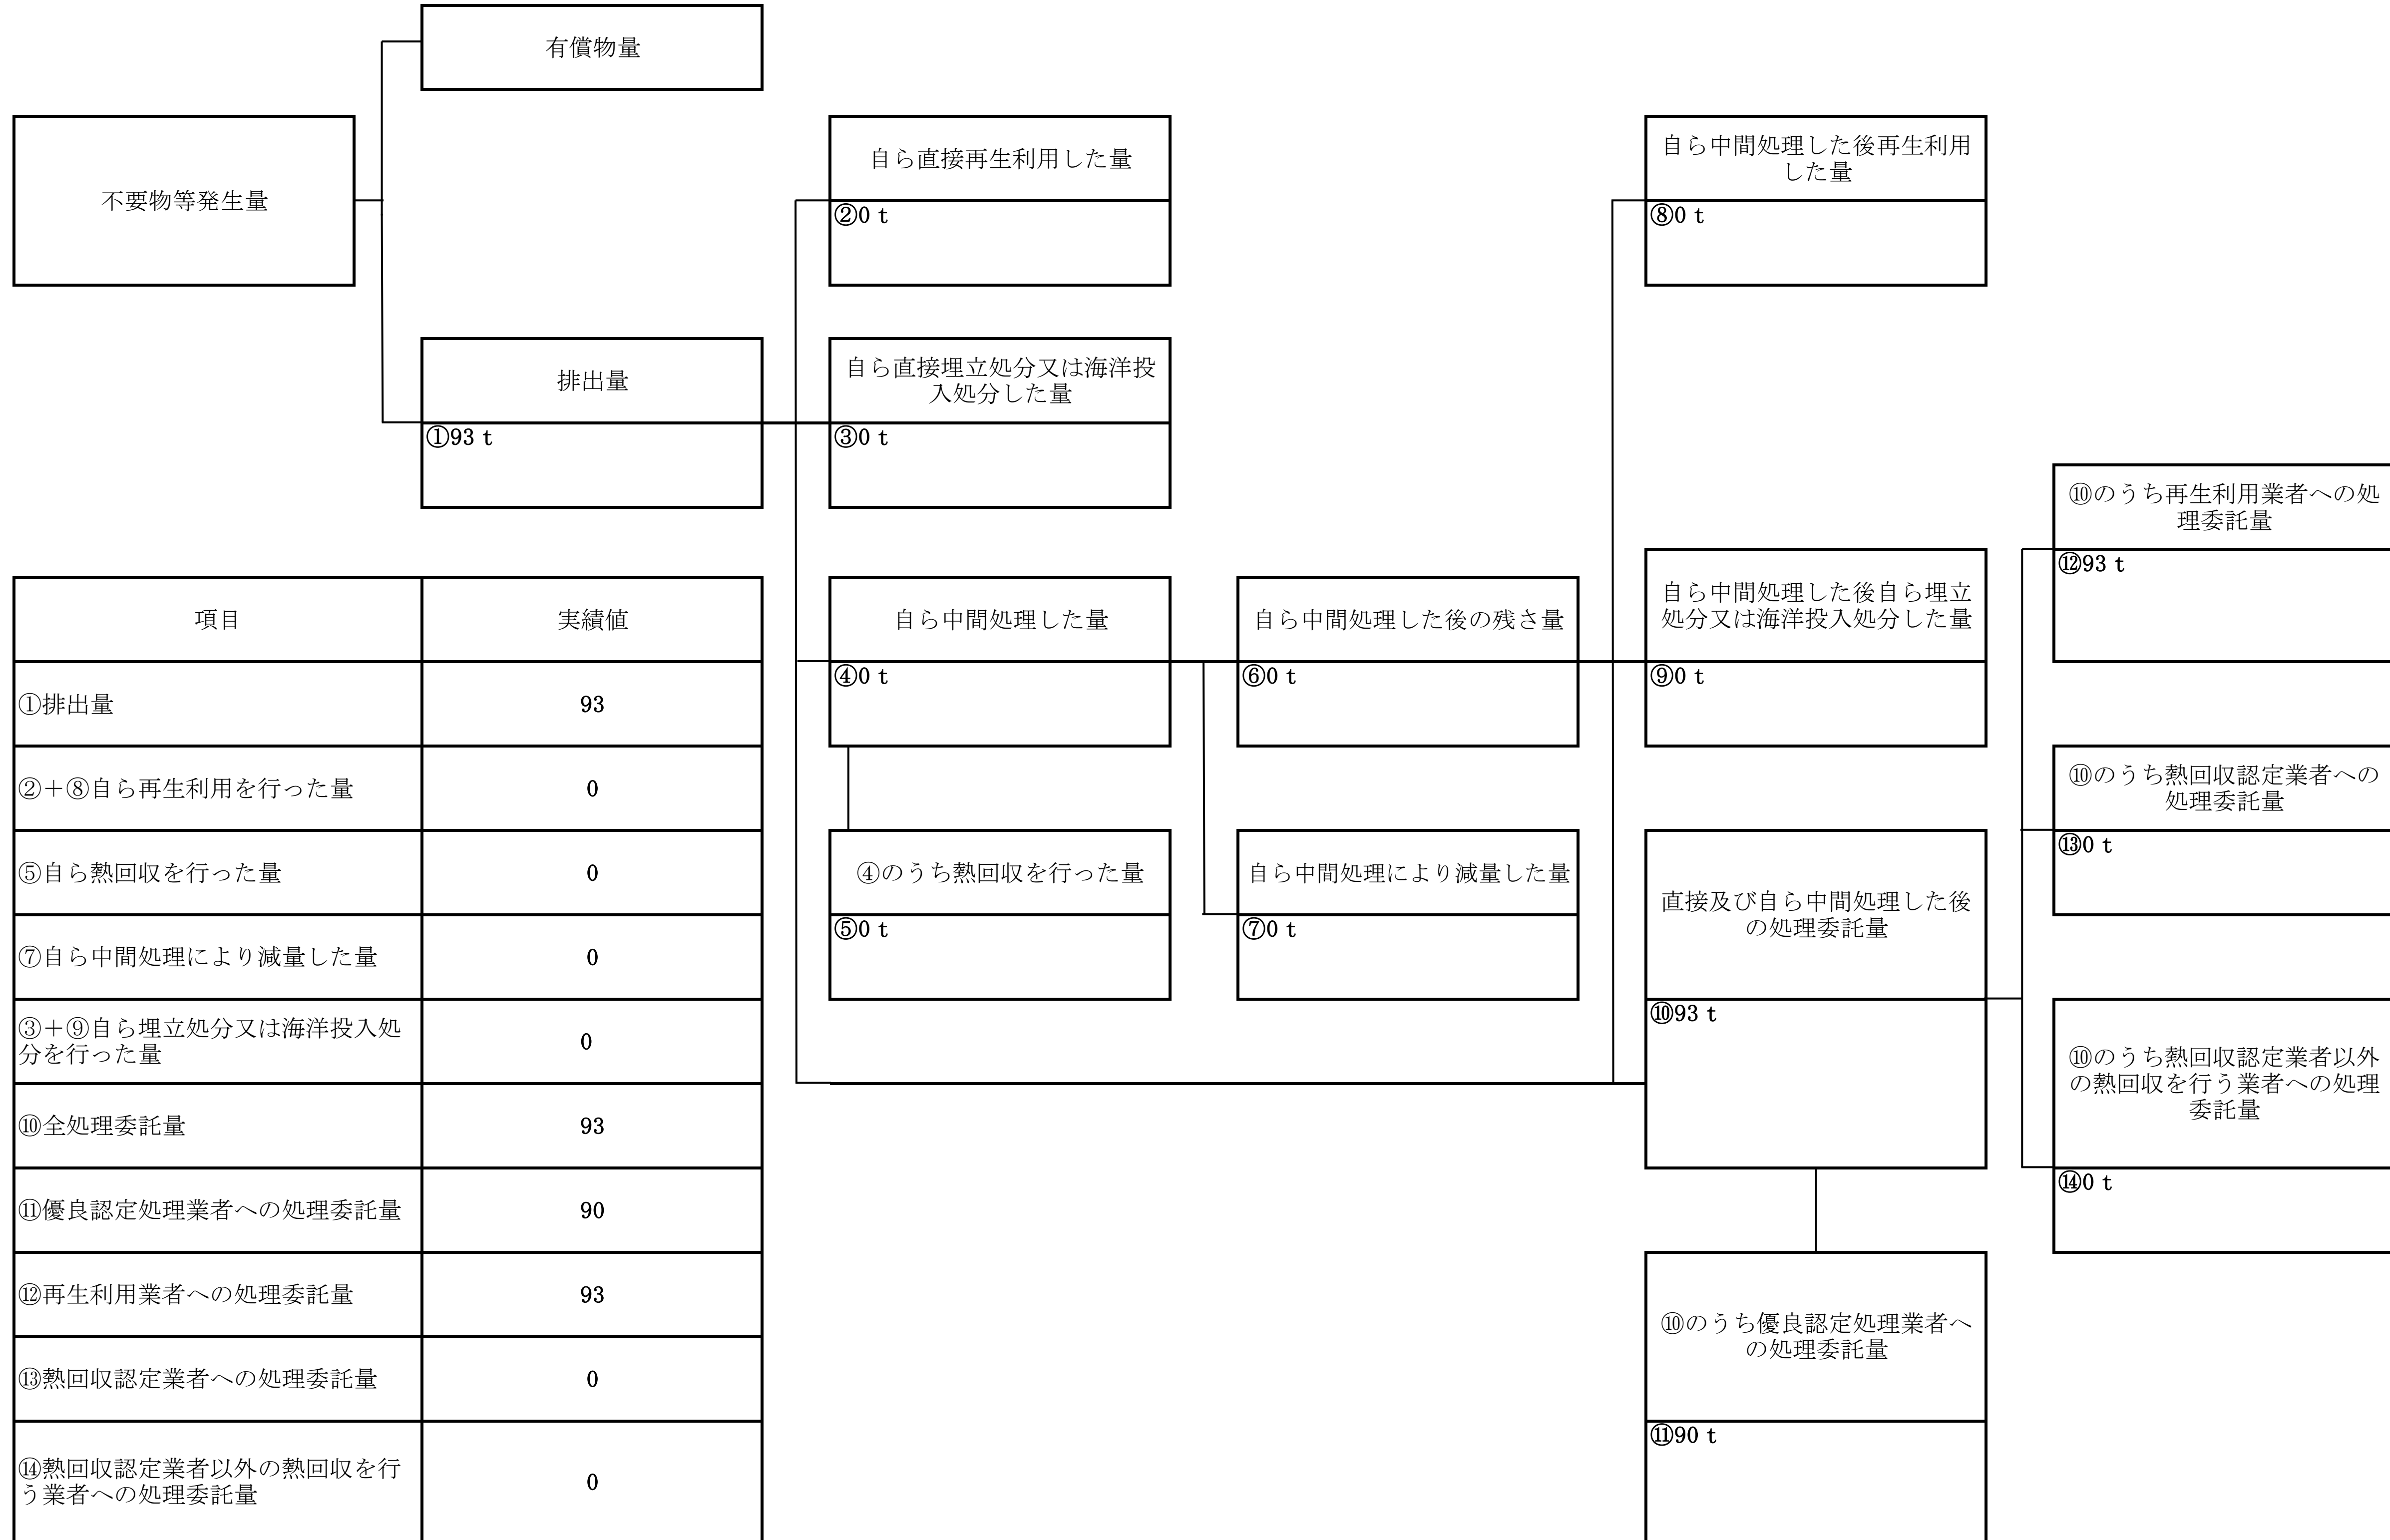 有償物量
不要物等発生量
自ら直接再生利用した量
②0 t
自ら中間処理した後再生利用
した量
⑧0 t
排出量
①93 t
自ら直接埋立処分又は海洋投
入処分した量
③0 t
⑩のうち再生利用業者への処
理委託量
⑫93 t
自ら中間処理した量
④0 t
自ら中間処理した後の残さ量
⑥0 t
自ら中間処理した後自ら埋立
処分又は海洋投入処分した量
⑨0 t
⑩のうち熱回収認定業者への
処理委託量
⑬0 t
④のうち熱回収を行った量
⑤0 t
自ら中間処理により減量した量
⑦0 t
直接及び自ら中間処理した後
の処理委託量
⑩93 t
⑩のうち熱回収認定業者以外
の熱回収を行う業者への処理
委託量
⑭0 t
⑩のうち優良認定処理業者へ
の処理委託量
⑪90 t
項目 実績値
①排出量 93
②＋⑧自ら再生利用を行った量 0
⑤自ら熱回収を行った量 0
⑦自ら中間処理により減量した量 0
③＋⑨自ら埋立処分又は海洋投入処
分を行った量 0
⑩全処理委託量 93
⑪優良認定処理業者への処理委託量 90
⑫再生利用業者への処理委託量 93
⑬熱回収認定業者への処理委託量 0
⑭熱回収認定業者以外の熱回収を行
う業者への処理委託量 0